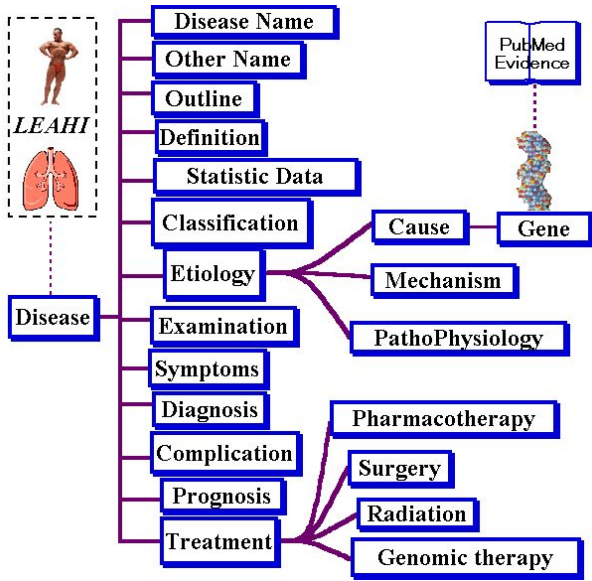 Disease Name
Other Name
PubMed
Evidence
Outline
LEAHI
Definition
Statistic Data
Classification
Cause
Gene
Etiology
Mechanism
Disease
Examination
PathoPhysiology
Symptoms
Diagnosis
Pharmacotherapy
Complication
Surgery
Prognosis
Radiation
Treatment
Genomic therapy